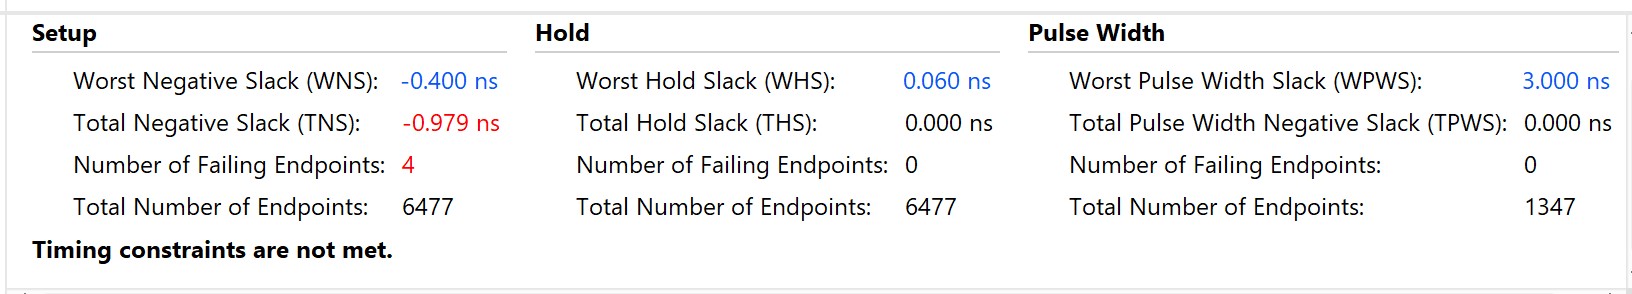 Setup
Worst Negative Slack (WNS): -0.400 ns
Total Negative Slack (TNS): -0.979 ns
Number of Failing Endpoints: 4
Total Number of Endpoints: 6477
Hold
Worst Hold Slack (WHS): 0.060 ns
Total Hold Slack (THS): 0.000 ns
Number of Failing Endpoints: 0
Total Number of Endpoints: 6477
Pulse Width
Worst Pulse Width Slack (WPWS): 3.000 ns
Total Pulse Width Negative Slack (TPWS): 0.000 ns
Number of Failing Endpoints: 0
Total Number of Endpoints: 1347
Timing constraints are not met.